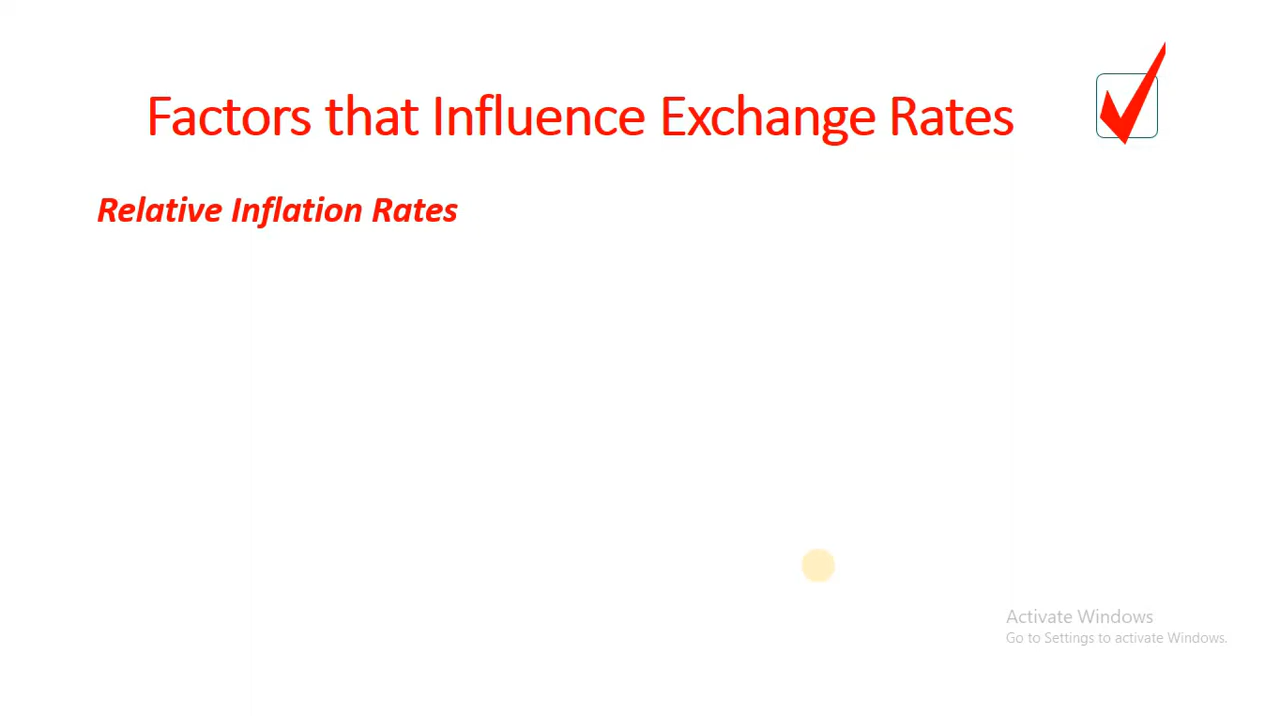 Factors that Influence Exchange Rates
Relative Inflation Rates
Activate Windows
Go to Settings to activate Windows.